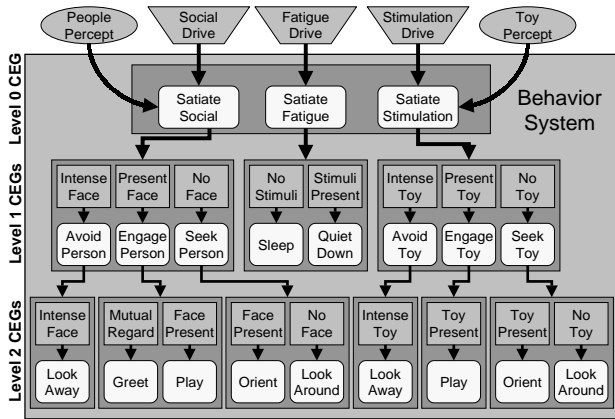 People
Percept
Social
Drive
Fatigue
Drive
Stimulation
Drive
Toy
Percept
Level 0 CEG
Satiate
Social
Satiate
Fatigue
Satiate
Stimulation
Behavior
System
Level 1 CEGs
Intense
Face
Present
Face
No
Face
No
Stimuli
Stimuli
Present
Intense
Toy
Present
Toy
No
Toy
Avoid
Person
Engage
Person
Seek
Person
Sleep
Quiet
Down
Avoid
Toy
Engage
Toy
Seek
Toy
Level 2 CEGs
Intense
Face
Mutual
Regard
Face
Present
Face
Present
No
Face
Intense
Toy
Toy
Present
Toy
Present
No
Toy
Look
Away
Greet
Play
Orient
Look
Around
Look
Away
Play
Orient
Look
Around